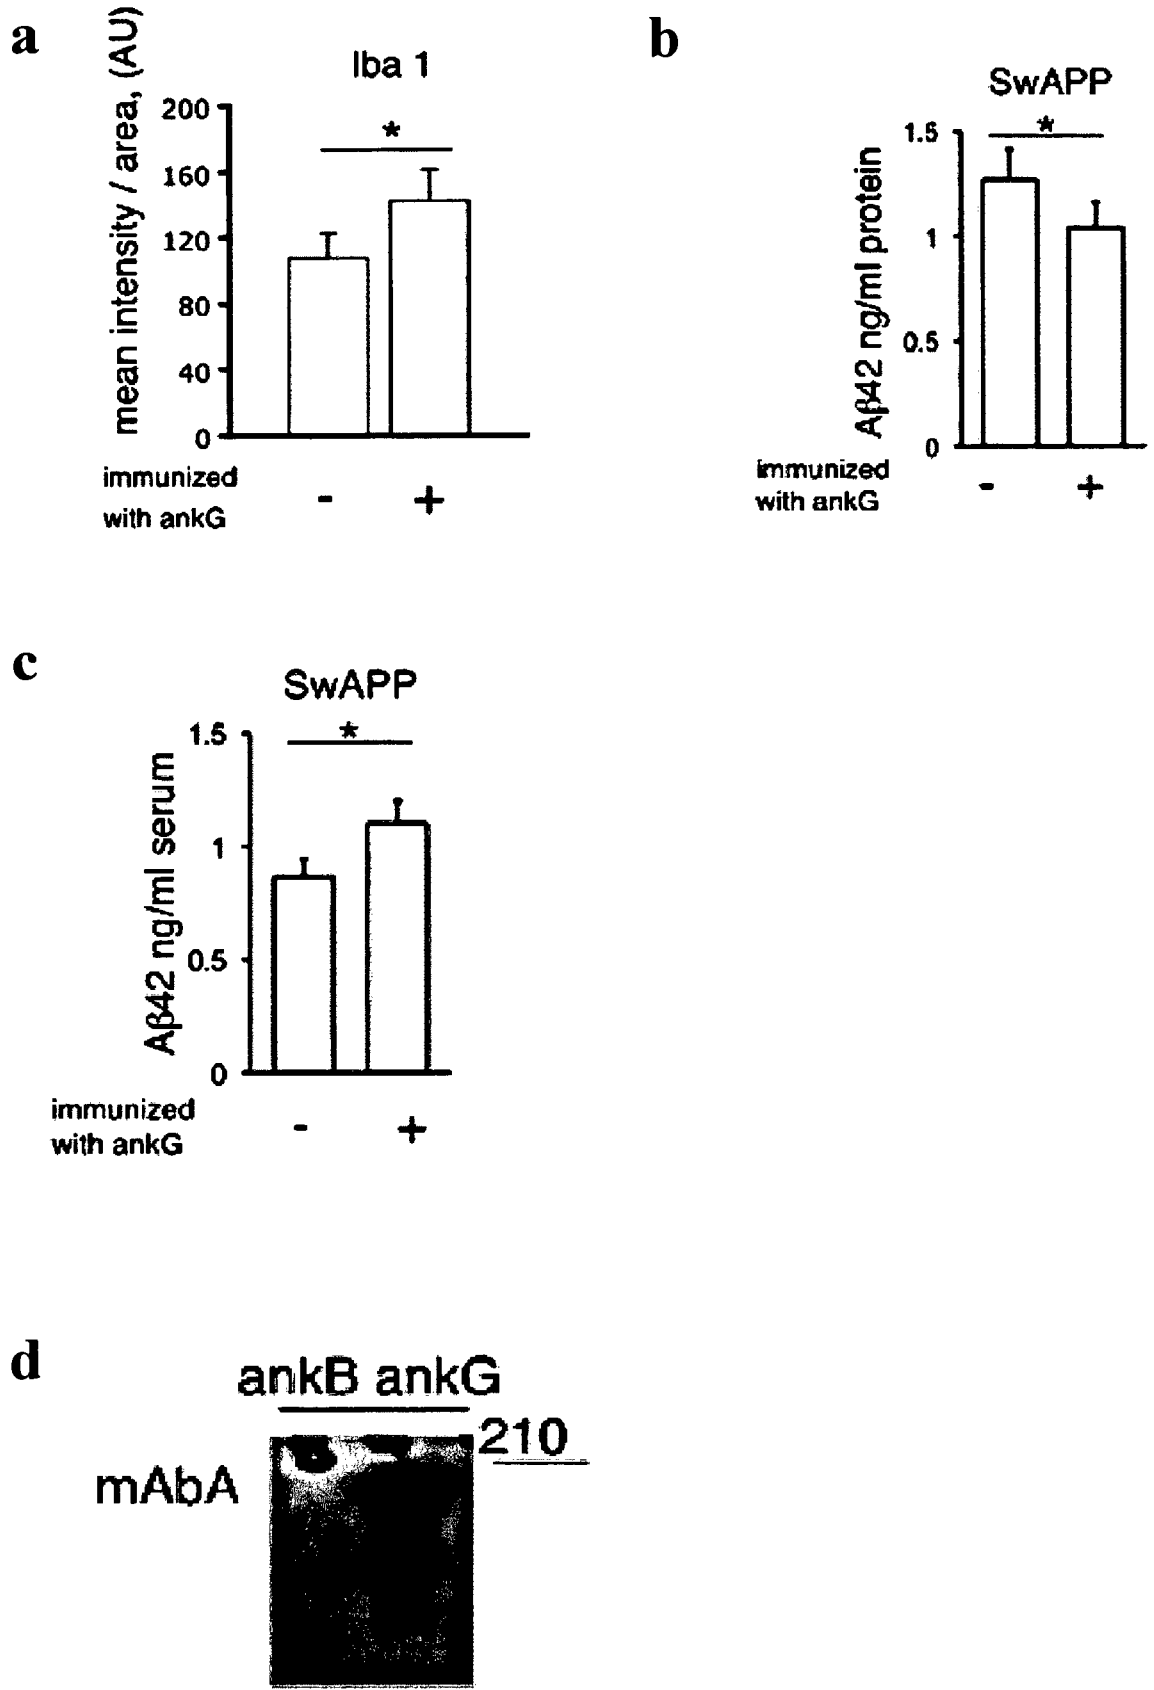 a
Iba 1
mean intensity / area, (AU)
200
160
120
80
40
0
*
immunized
with ankG
- +
b
SwAPP
Aβ42 ng/ml protein
1.5
1
0.5
0
*
immunized
with ankG
- +
c
SwAPP
Aβ42 ng/ml serum
1.5
1
0.5
0
*
immunized
with ankG
- +
d
ankB ankG
210
mAbA